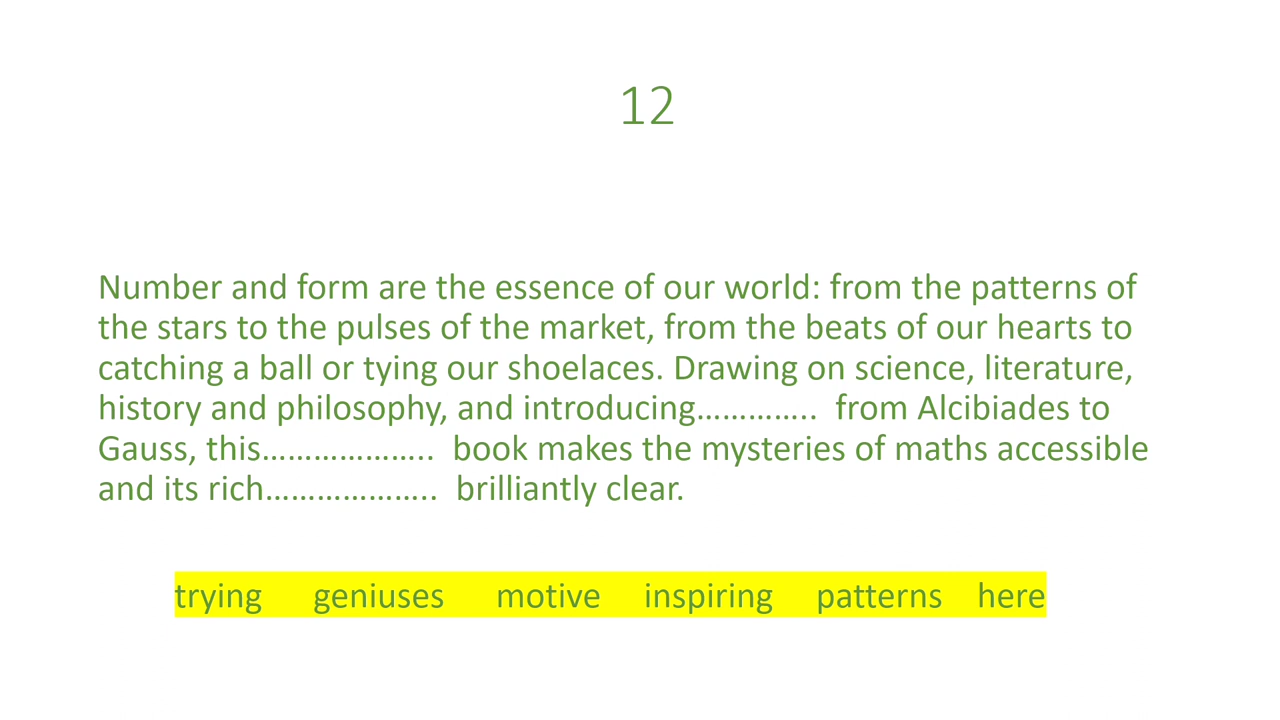 12
Number and form are the essence of our world: from the patterns of
the stars to the pulses of the market, from the beats of our hearts to
catching a ball or tying our shoelaces. Drawing on science, literature,
history and philosophy, and introducing………….. from Alcibiades to
Gauss, this……………….. book makes the mysteries of maths accessible
and its rich……………….. brilliantly clear.
trying geniuses motive inspiring patterns here